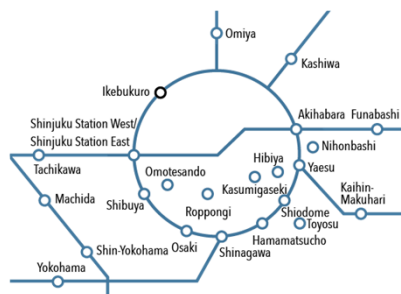 Omiya
Kashiwa
Ikebukuro
Shinjuku Station West/
Shinjuku Station East
Akihabara
Funabashi
Nihonbashi
Tachikawa
Omotesando
Hibiya
Yaesu
Kasumigaseki
Machida
Shibuya
Roppongi
Kaihin-
Makuhari
Shiodome
Toyosu
Osaki
Hamamatsucho
Shin-Yokohama
Shinagawa
Yokohama